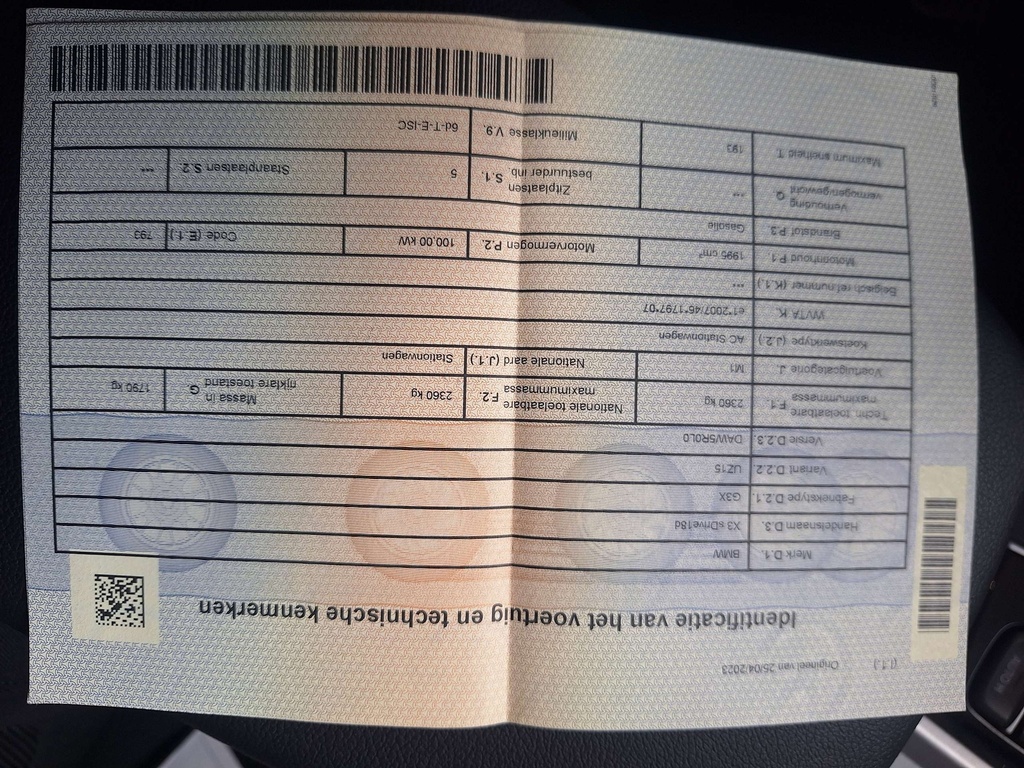 (I.1.) Origineel van 25/04/2023
Identificatie van het voertuig en technische kenmerken
Merk D.1. BMW
Handelsnaam D.3. X3 sDrive18d
Fabriekstype D.2.1. G3X
Variant D.2.2. UZ15
Versie D.2.3. DAW5R0L0
Techn. toelaatbare maximummassa F.1. 2360 kg Nationale toelaatbare maximummassa F.2. 2360 kg Massa in rijklare toestand G 1790 kg
Voertuigcategorie J. M1 Nationale aard (J.1.) Stationwagen
Koetswerktype (J.2.) AC Stationwagen
WVTA K. e1*2007/46*1797*07
Belgisch ref.nummer (K.1.) ***
Motorinhoud P.1 1995 cm³ Motorvermogen P.2. 100,00 kW Code (E.1.) 793
Brandstof P.3 Gasolie
Verhouding vermogen/gewicht Q *** Zitplaatsen bestuurder inb. S.1. 5 Staanplaatsen S.2 ***
Maximum snelheid T. 193 Milieuklasse V.9. 6d-T-E-ISC